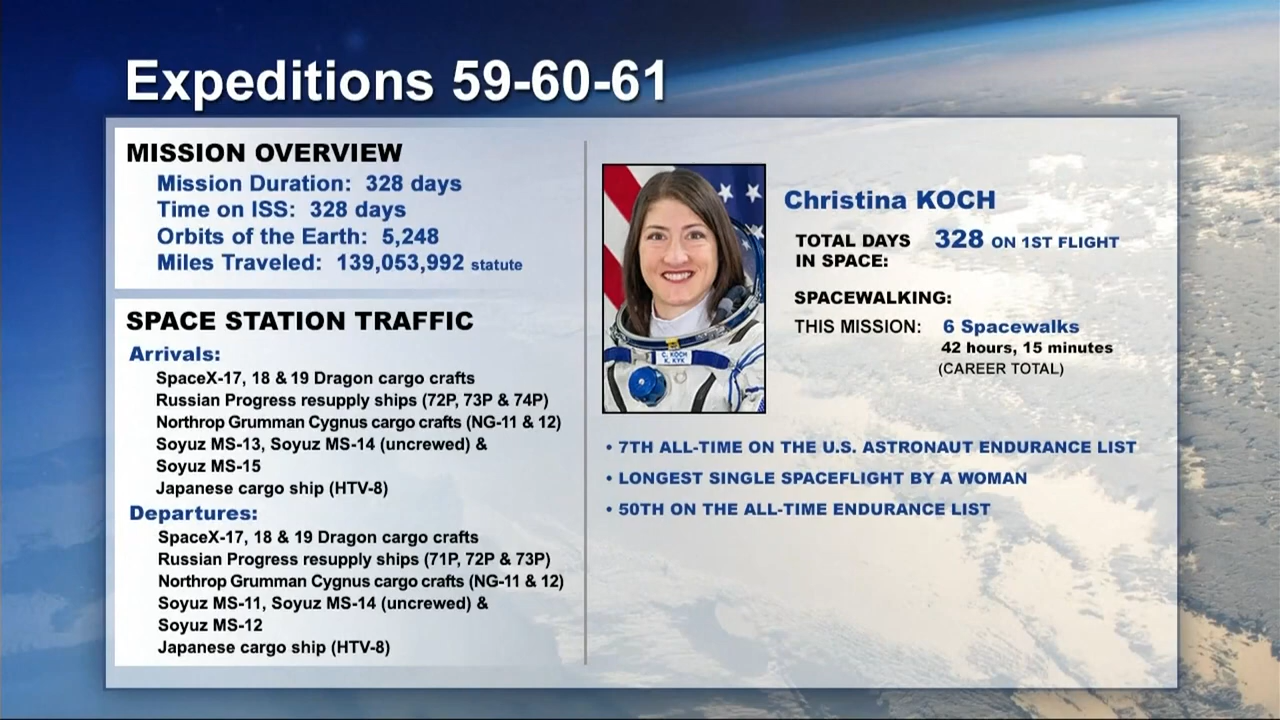 Expeditions 59-60-61
MISSION OVERVIEW
Mission Duration: 328 days
Time on ISS: 328 days
Orbits of the Earth: 5,248
Miles Traveled: 139,053,992 statute
SPACE STATION TRAFFIC
Arrivals:
SpaceX-17, 18 & 19 Dragon cargo crafts
Russian Progress resupply ships (72P, 73P & 74P)
Northrop Grumman Cygnus cargo crafts (NG-11 & 12)
Soyuz MS-13, Soyuz MS-14 (uncrewed) &
Soyuz MS-15
Japanese cargo ship (HTV-8)
Departures:
SpaceX-17, 18 & 19 Dragon cargo crafts
Russian Progress resupply ships (71P, 72P & 73P)
Northrop Grumman Cygnus cargo crafts (NG-11 & 12)
Soyuz MS-11, Soyuz MS-14 (uncrewed) &
Soyuz MS-12
Japanese cargo ship (HTV-8)
C. KOCH
К. КУК
Christina KOCH
TOTAL DAYS 328 ON 1ST FLIGHT
IN SPACE:
SPACEWALKING:
THIS MISSION: 6 Spacewalks
42 hours, 15 minutes
(CAREER TOTAL)
• 7TH ALL-TIME ON THE U.S. ASTRONAUT ENDURANCE LIST
• LONGEST SINGLE SPACEFLIGHT BY A WOMAN
• 50TH ON THE ALL-TIME ENDURANCE LIST